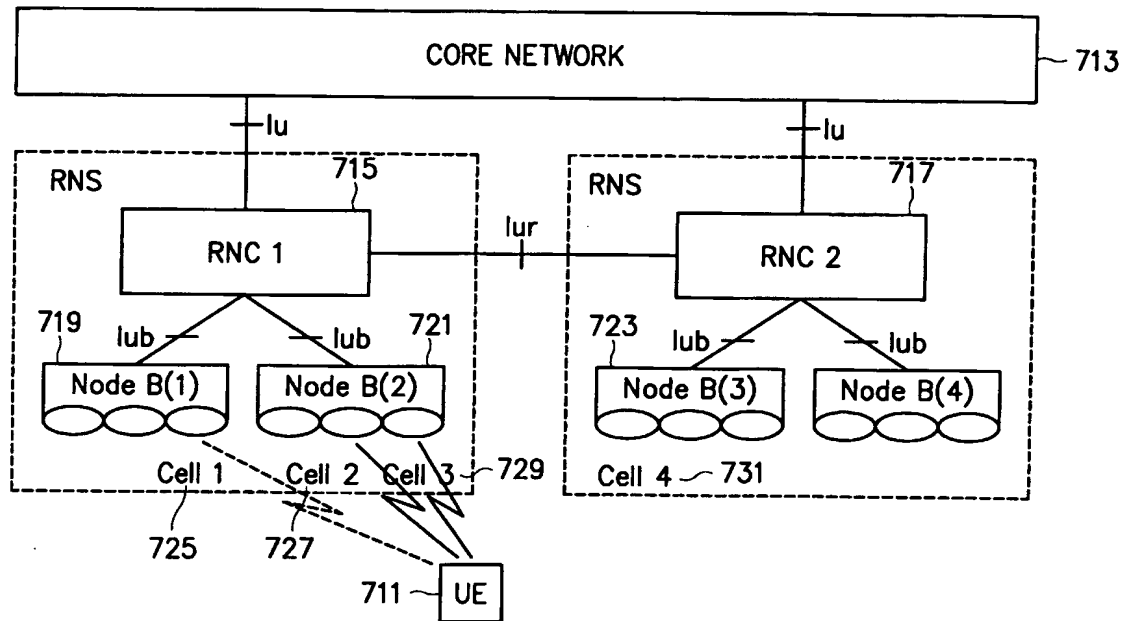 CORE NETWORK
713
Iu
Iu
RNS
715
RNS
717
RNC 1
Iur
RNC 2
719
Iub
Iub
721
723
Iub
Iub
Node B(1)
Node B(2)
Node B(3)
Node B(4)
Cell 1
Cell 2
Cell 3
729
Cell 4
731
725
727
711
UE